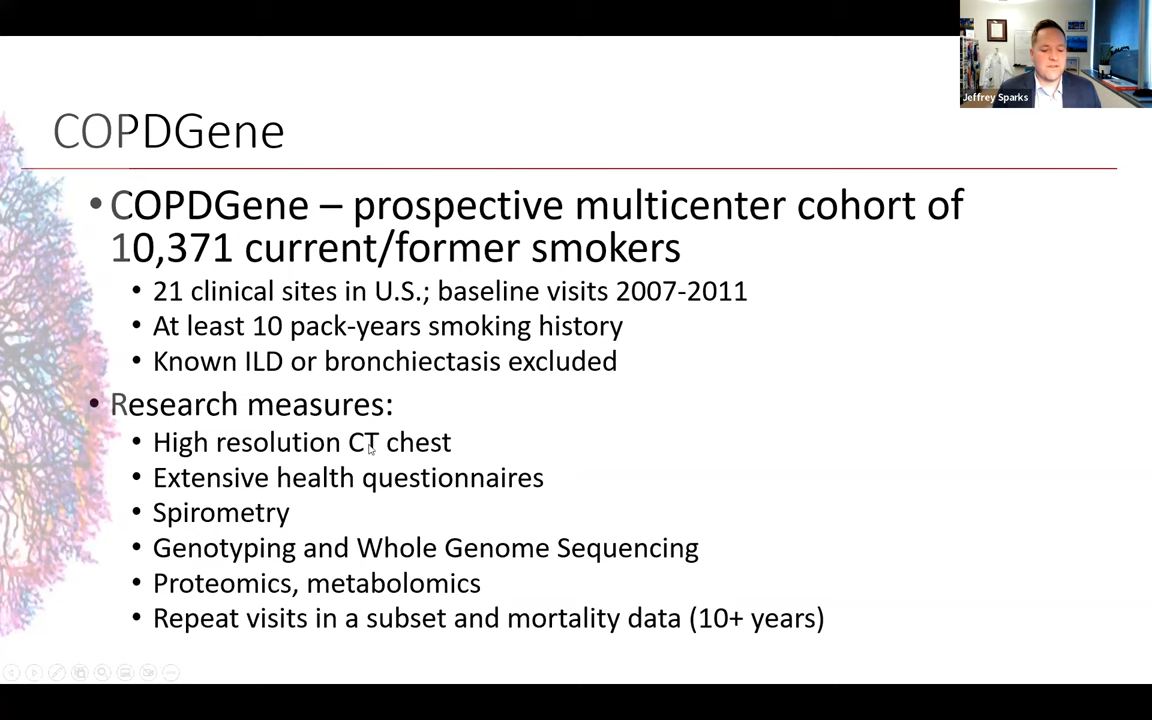 Jeffrey Sparks
COPDGene
• COPDGene – prospective multicenter cohort of
10,371 current/former smokers
• 21 clinical sites in U.S.; baseline visits 2007-2011
• At least 10 pack-years smoking history
• Known ILD or bronchiectasis excluded
• Research measures:
• High resolution CT chest
• Extensive health questionnaires
• Spirometry
• Genotyping and Whole Genome Sequencing
• Proteomics, metabolomics
• Repeat visits in a subset and mortality data (10+ years)